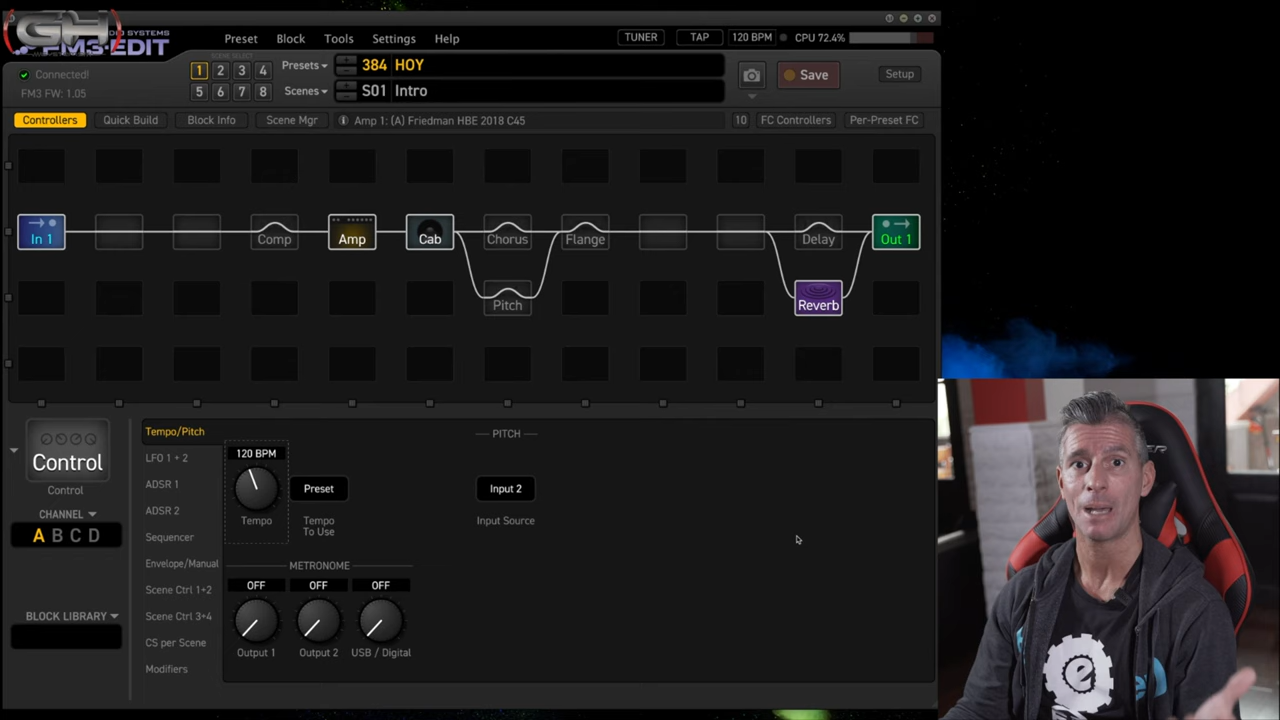 GH
SYSTEMS
FM3-EDIT
Preset Block Tools Settings Help
TUNER TAP 120 BPM CPU 72.4%
Connected!
FM3 FW: 1.05
1 2 3 4
5 6 7 8
Presets 384 HOY
Scenes S01 Intro
Save Setup
Controllers Quick Build Block Info Scene Mgr Amp 1: (A) Friedman HBE 2018 C45 10 FC Controllers Per-Preset FC
In 1 Comp Amp Cab Chorus Flange Delay Out 1
Pitch Reverb
Control
Control
CHANNEL
A B C D
BLOCK LIBRARY
Tempo/Pitch
LFO 1 + 2
ADSR 1
ADSR 2
Sequencer
Envelope/Manual
Scene Ctrl 1+2
Scene Ctrl 3+4
CS per Scene
Modifiers
120 BPM
Tempo
Preset
Tempo
To Use
PITCH
Input 2
Input Source
METRONOME
OFF OFF OFF
Output 1 Output 2 USB / Digital
e